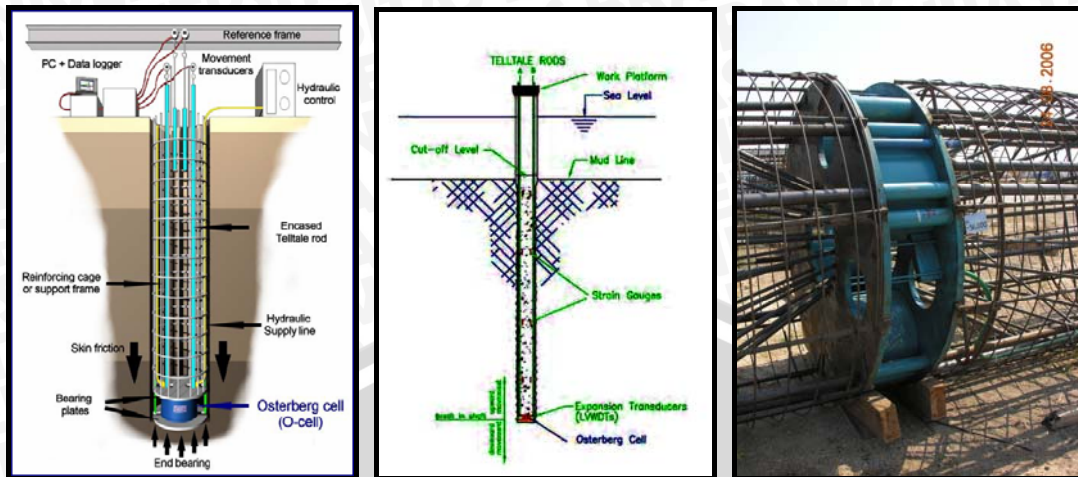 Reference frame
PC + Data logger
Movement
transducers
Hydraulic
control
Encased
Telltale rod
Reinforcing cage
or support frame
Hydraulic
Supply line
Skin friction
Bearing
plates
Osterberg cell
(O-cell)
End bearing
TELLTALE RODS
A B
Work Platform
Sea Level
Cut-off Level
Mud Line
Strain Gauges
Expansion Transducers
(LVWDTs)
Osterberg Cell
2006